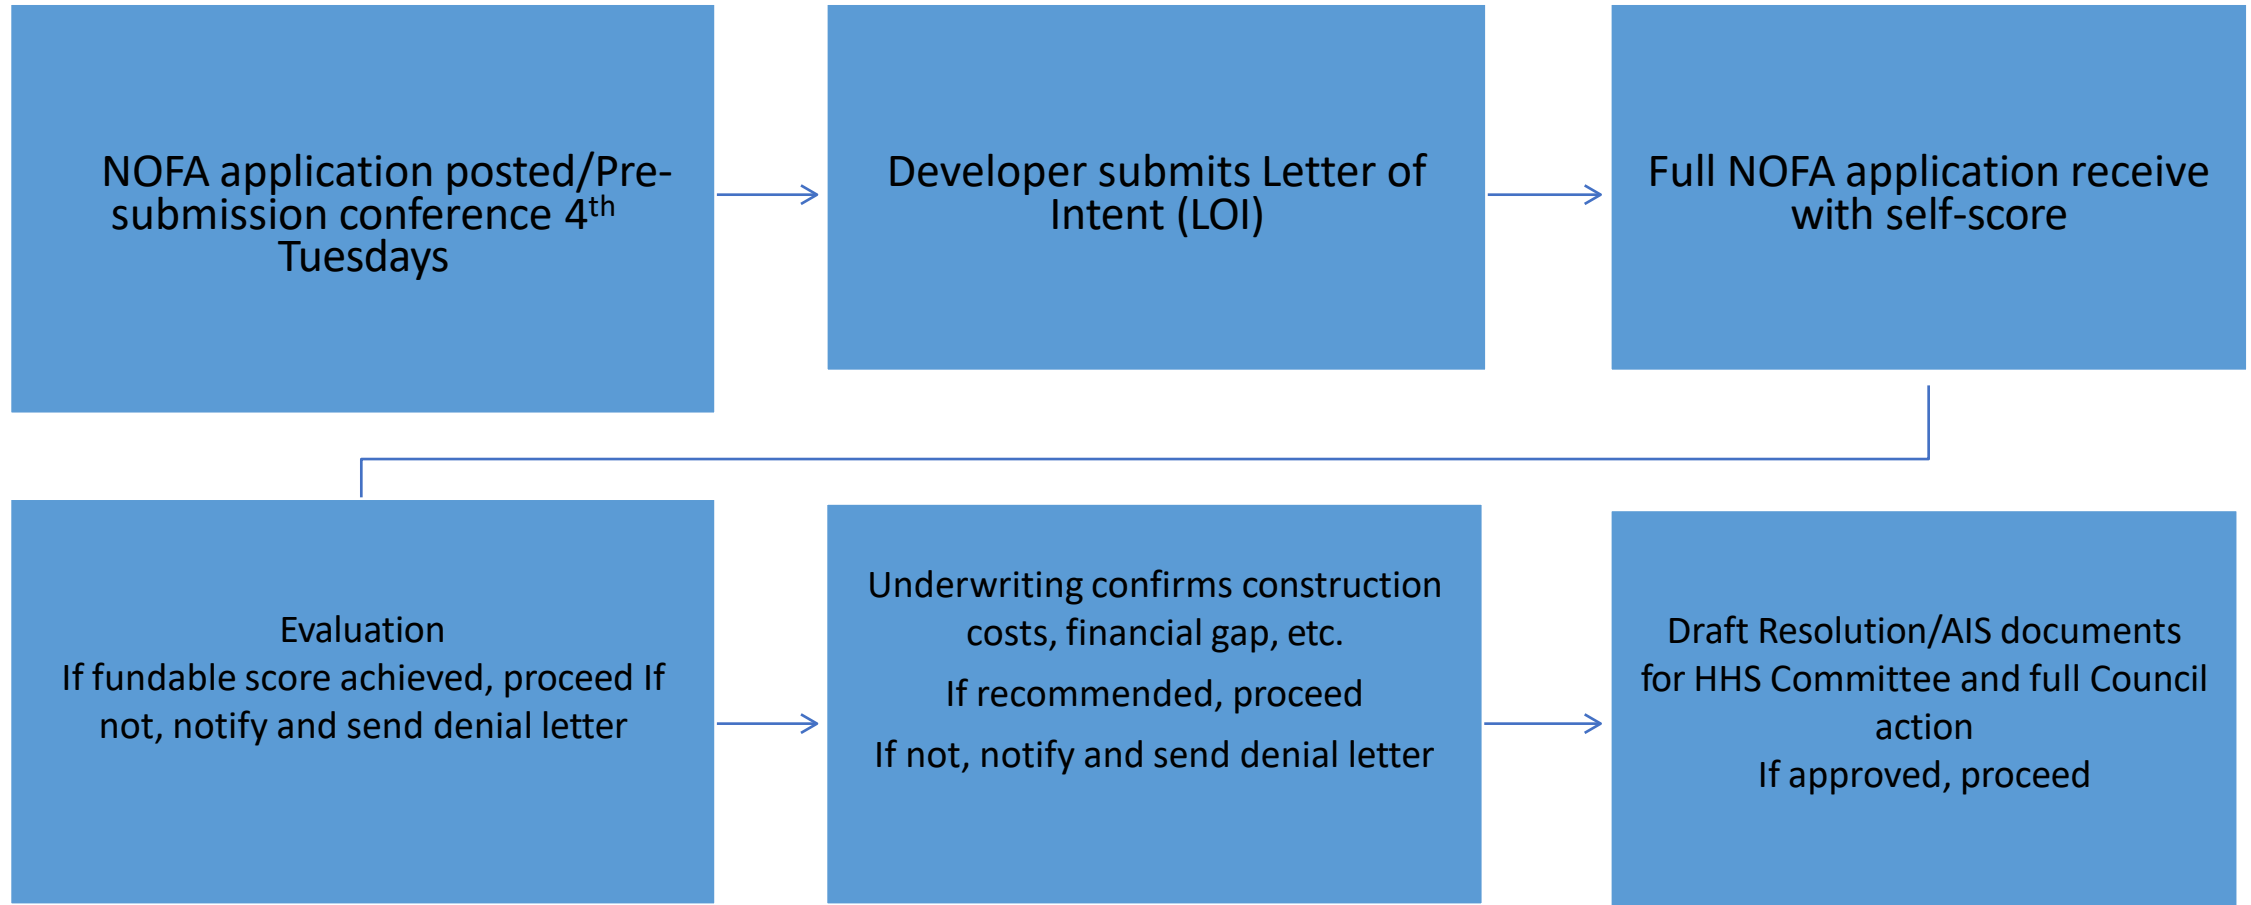 NOFA application posted/Pre-
submission conference 4th
Tuesdays
Developer submits Letter of
Intent (LOI)
Full NOFA application receive
with self-score
Evaluation
If fundable score achieved, proceed If
not, notify and send denial letter
Underwriting confirms construction
costs, financial gap, etc.
If recommended, proceed
If not, notify and send denial letter
Draft Resolution/AIS documents
for HHS Committee and full Council
action
If approved, proceed